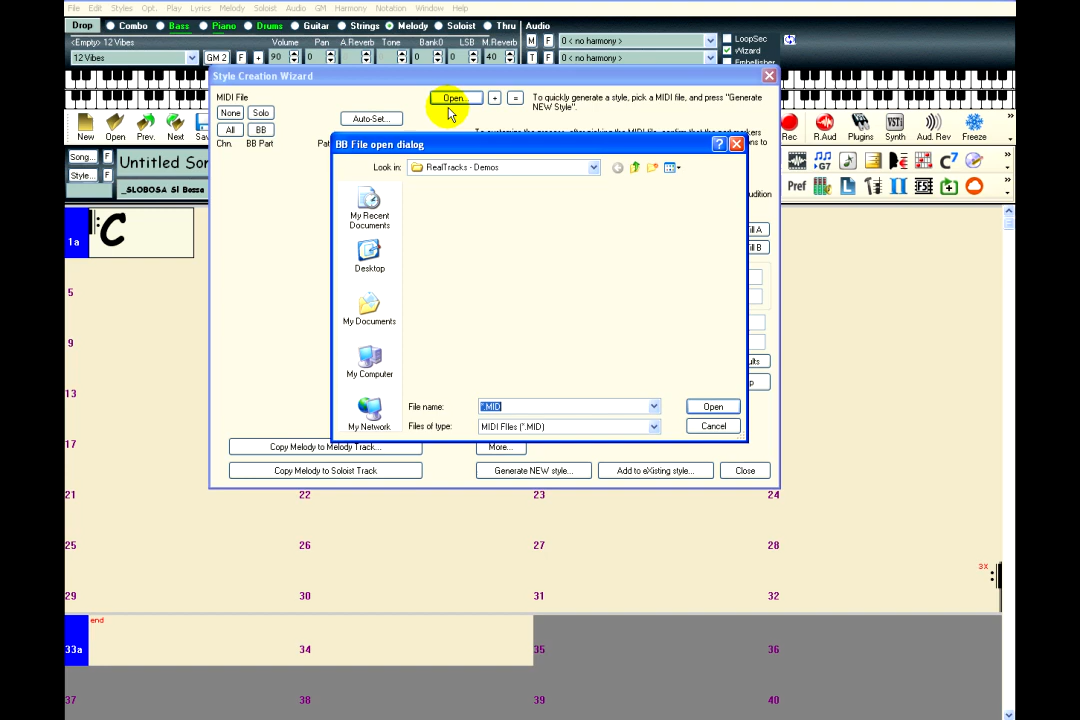 File Edit Styles Opt. Play Lyrics Melody Soloist Audio GM Harmony Notation Window Help
Drop Combo Bass Piano Drums Guitar Strings Melody Soloist Thru Audio
<Empty> 12 Vibes Volume Pan A.Reverb Tone Bank0 LSB M.Reverb M F 0 < no harmony > LoopSec
12 Vibes GM 2 F + 90 0 0 0 40 T F 0 < no harmony > Wizard
Embellisher
Style Creation Wizard
MIDI File Open... + = To quickly generate a style, pick a MIDI file, and press "Generate
NEW Style".
None Solo
Auto-Set...
All BB
Chn. BB Part
New Open Prev. Next
Rec R.Aud Plugins Synth Aud. Rev Freeze
BB File open dialog
Song... F Untitled
Style... F _SLOBOSA Sl Bossa
Look in: RealTracks - Demos
Pref
My Recent
Documents
Desktop
My Documents
My Computer
My Network
File name: *.MID Open
Files of type: MIDI FIles (*.MID) Cancel
Copy Melody to Melody Track... More...
Copy Melody to Soloist Track Generate NEW style... Add to eXisting style... Close
1a C
5
9
13
17
21 22 23 24
25 26 27 28
3X
29 30 31 32
end
33a 34 35 36
37 38 39 40